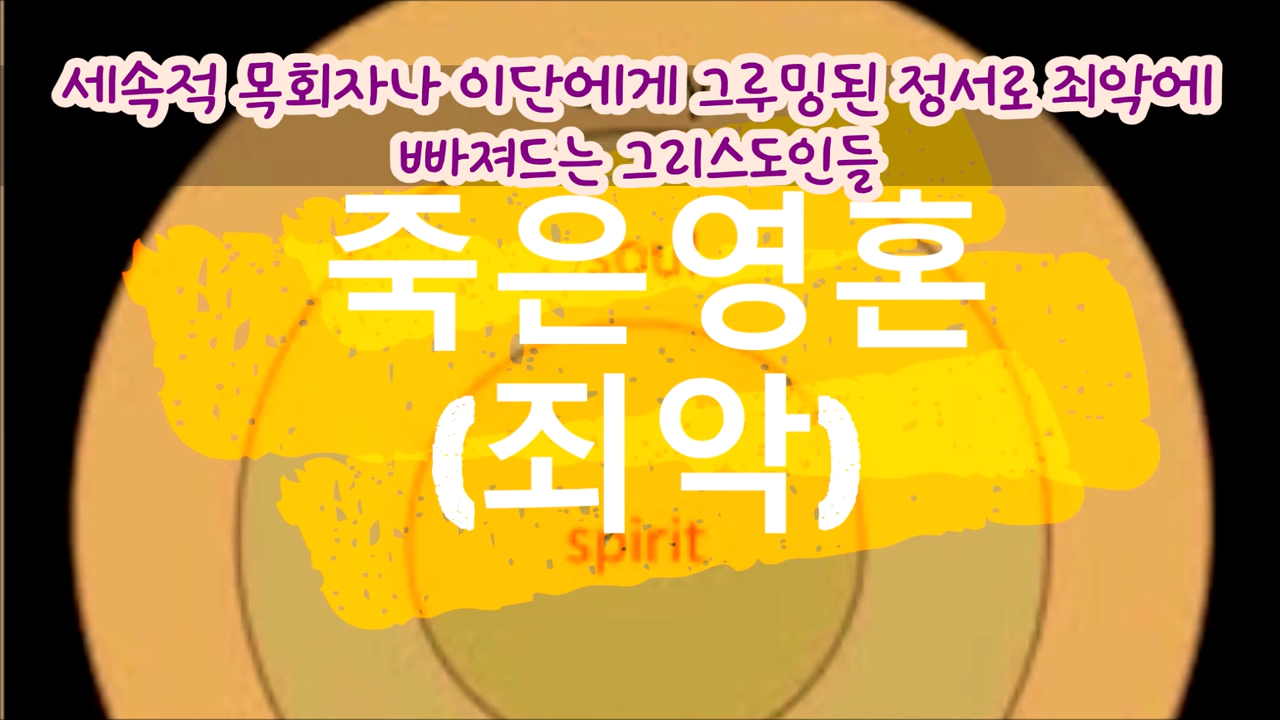 세속적 목회자나 이단에게 그루밍된 정서로 죄악에
빠져드는 그리스도인들
죽은영혼
soul
(죄악)
spirit